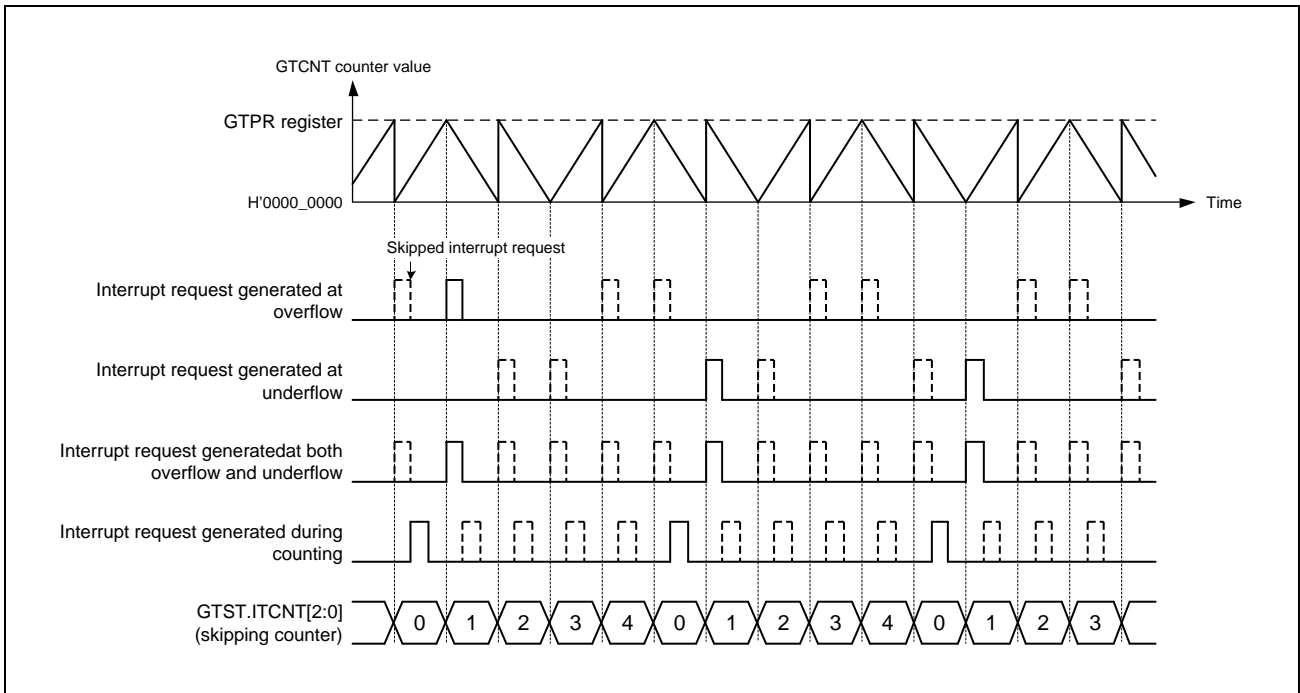 GTCNT counter value
GTPR register
H'0000_0000
Time
Skipped interrupt request
Interrupt request generated at
overflow
Interrupt request generated at
underflow
Interrupt request generatedat both
overflow and underflow
Interrupt request generated during
counting
GTST.ITCNT[2:0]
(skipping counter)
0 1 2 3 4 0 1 2 3 4 0 1 2 3